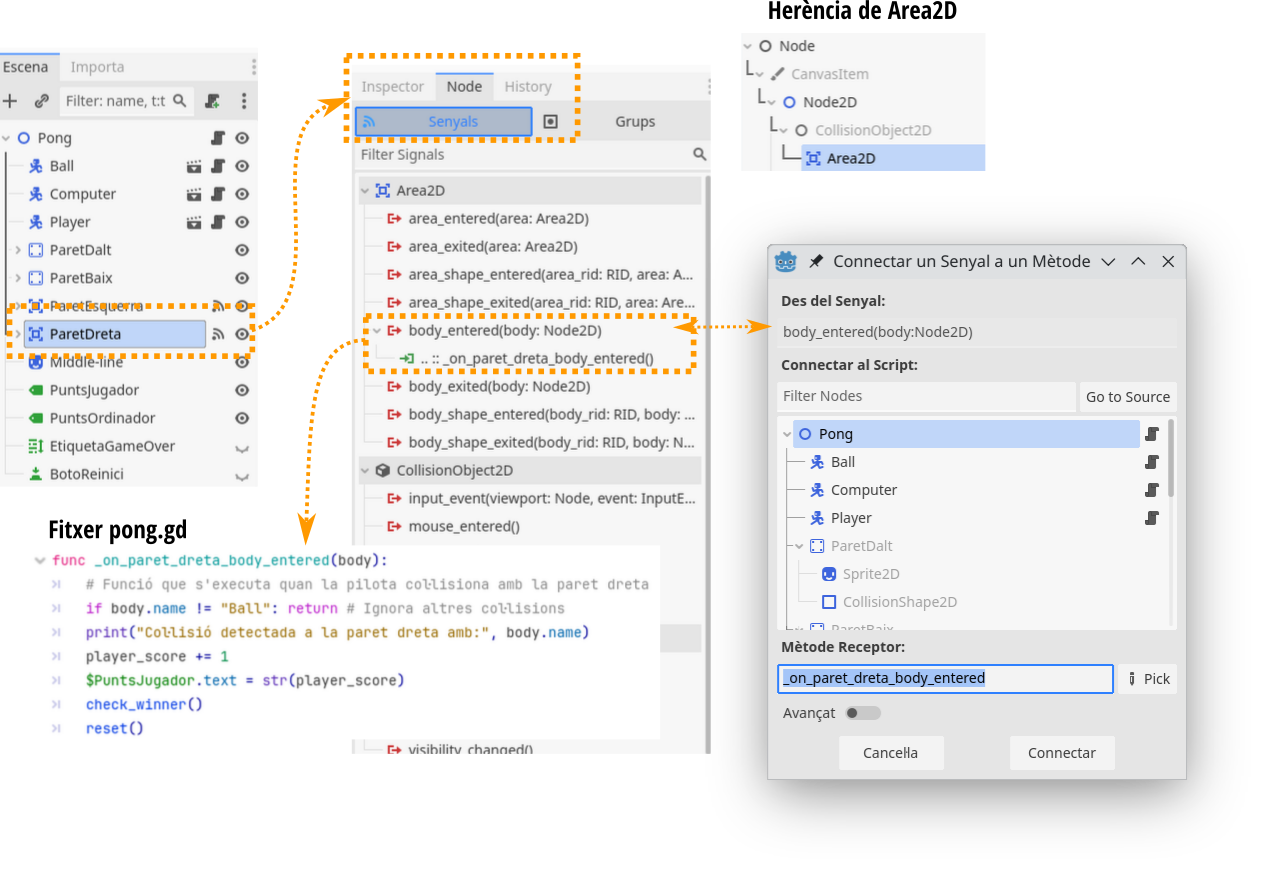 Herència de Area2D
Node
CanvasItem
Node2D
CollisionObject2D
Area2D
Escena
Importa
Filter: name, t:t
Pong
Ball
Computer
Player
ParetDalt
ParetBaix
ParetEsquerra
ParetDreta
Middle-line
PuntsJugador
PuntsOrdinador
EtiquetaGameOver
BotoReinici
Inspector
Node
History
Senyals
Grups
Filter Signals
Area2D
area_entered(area: Area2D)
area_exited(area: Area2D)
area_shape_entered(area_rid: RID, area: A...
area_shape_exited(area_rid: RID, area: Are...
body_entered(body: Node2D)
.. :: _on_paret_dreta_body_entered()
body_exited(body: Node2D)
body_shape_entered(body_rid: RID, body: ...
body_shape_exited(body_rid: RID, body: N...
CollisionObject2D
input_event(viewport: Node, event: InputE...
mouse_entered()
visibility_changed()
Fitxer pong.gd
func _on_paret_dreta_body_entered(body):
# Funció que s'executa quan la pilota col·lisiona amb la paret dreta
if body.name != "Ball": return # Ignora altres col·lisions
print("Col·lisió detectada a la paret dreta amb:", body.name)
player_score += 1
$PuntsJugador.text = str(player_score)
check_winner()
reset()
Connectar un Senyal a un Mètode
Des del Senyal:
body_entered(body:Node2D)
Connectar al Script:
Filter Nodes
Go to Source
Pong
Ball
Computer
Player
ParetDalt
Sprite2D
CollisionShape2D
ParetBaix
Mètode Receptor:
_on_paret_dreta_body_entered
Pick
Avançat
Cancel·la
Connectar